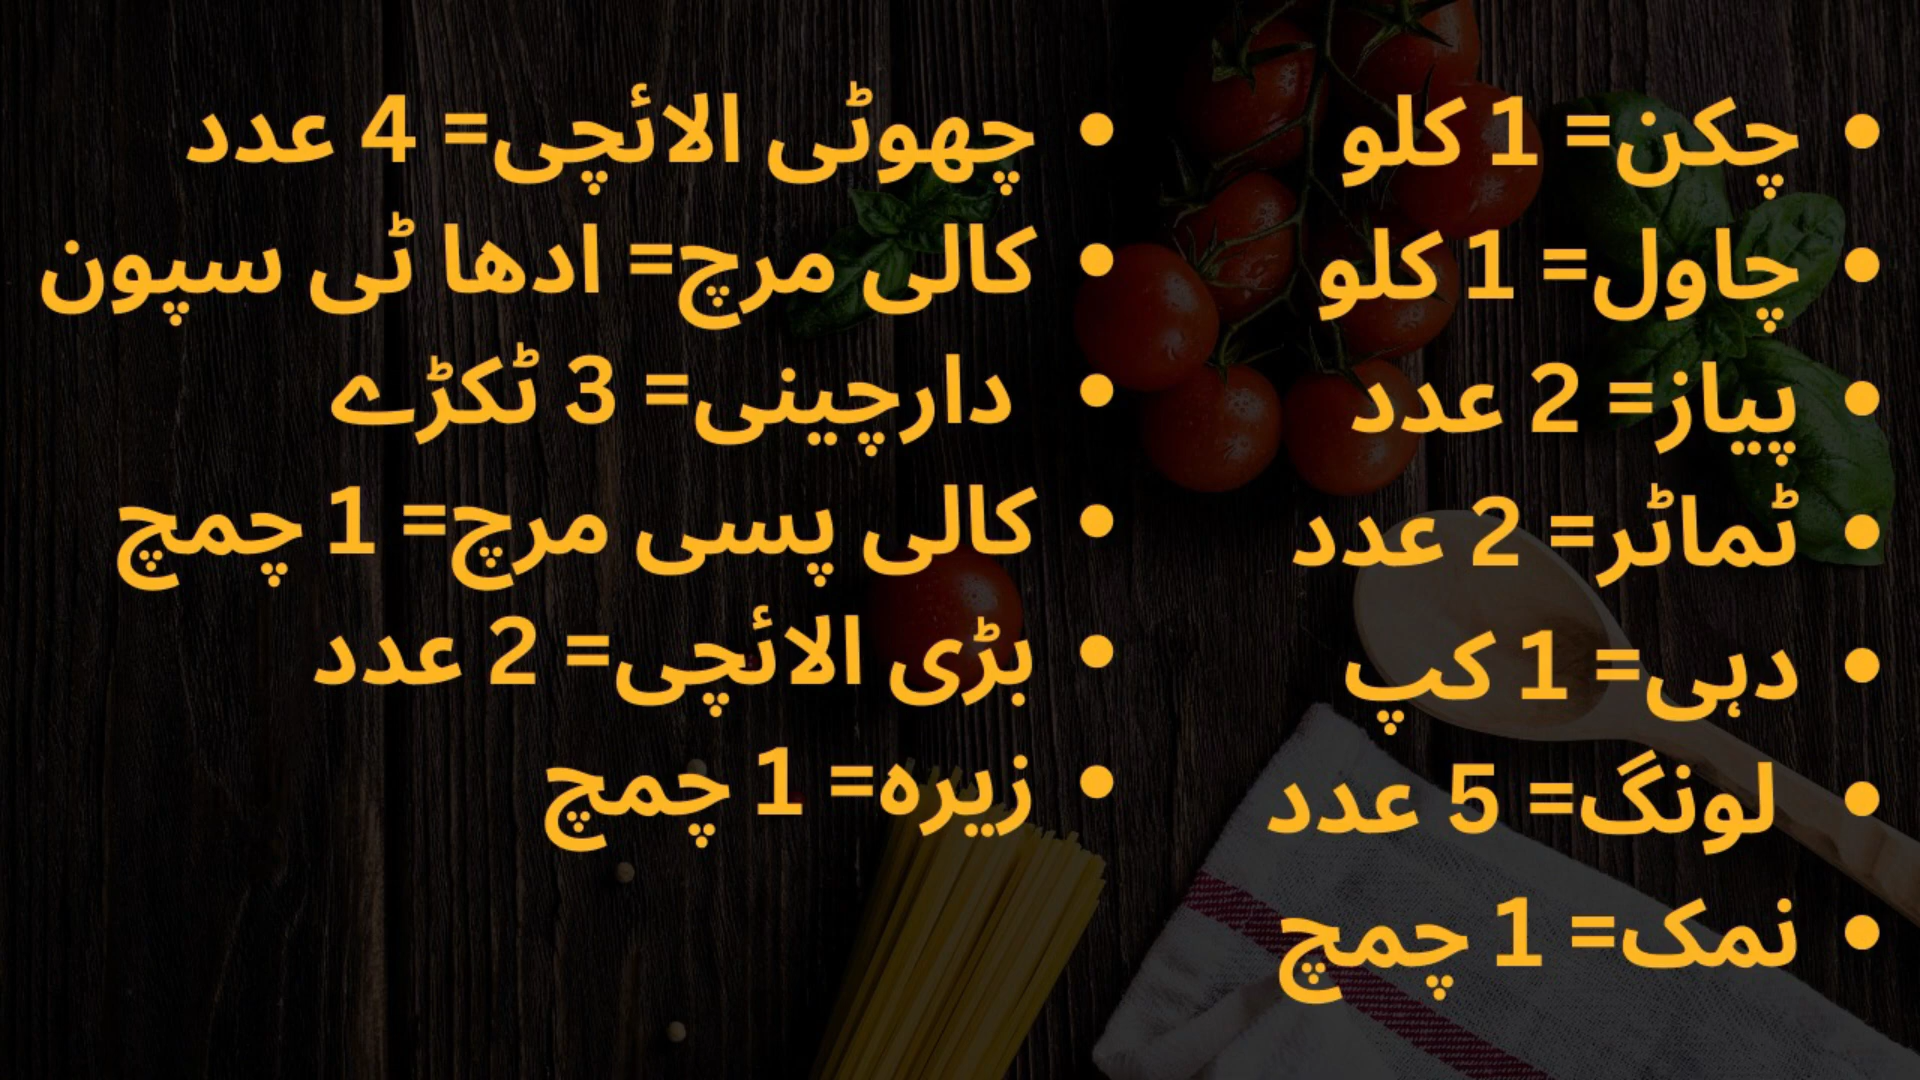 • چکن= 1 کلو
• چاول= 1 کلو
• پیاز= 2 عدد
• ٹماٹر= 2 عدد
• دہی= 1 کپ
• لونگ= 5 عدد
• نمک= 1 چمچ
• چھوٹی الائچی= 4 عدد
• کالی مرچ= ادھا ٹی سپون
• دارچینی= 3 ٹکڑے
• کالی پسی مرچ= 1 چمچ
• بڑی الائچی= 2 عدد
• زیرہ= 1 چمچ